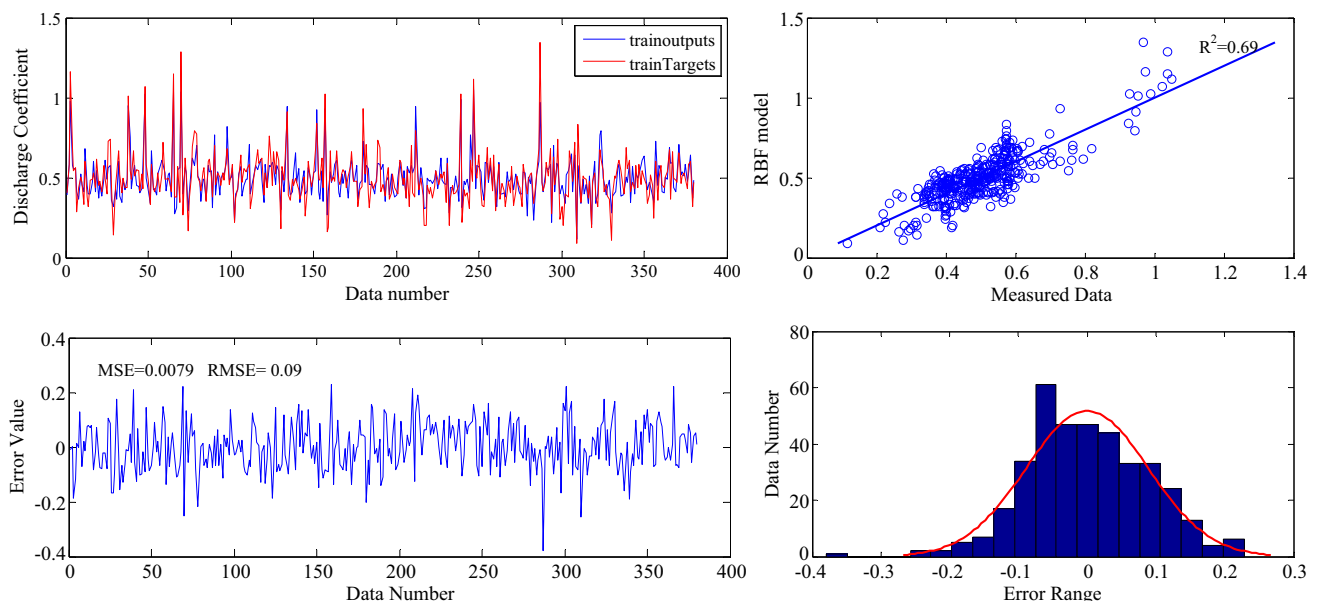 1.5
1
0.5
0
Discharge Coefficient
trainoutputs
trainTargets
0 50 100 150 200 250 300 350 400
Data number
1.5
1
0.5
0
RBF model
R2=0.69
0 0.2 0.4 0.6 0.8 1 1.2 1.4
Measured Data
0.4
0.2
0
-0.2
-0.4
Error Value
MSE=0.0079 RMSE= 0.09
0 50 100 150 200 250 300 350 400
Data Number
80
60
40
20
0
Data Number
-0.4 -0.3 -0.2 -0.1 0 0.1 0.2 0.3
Error Range